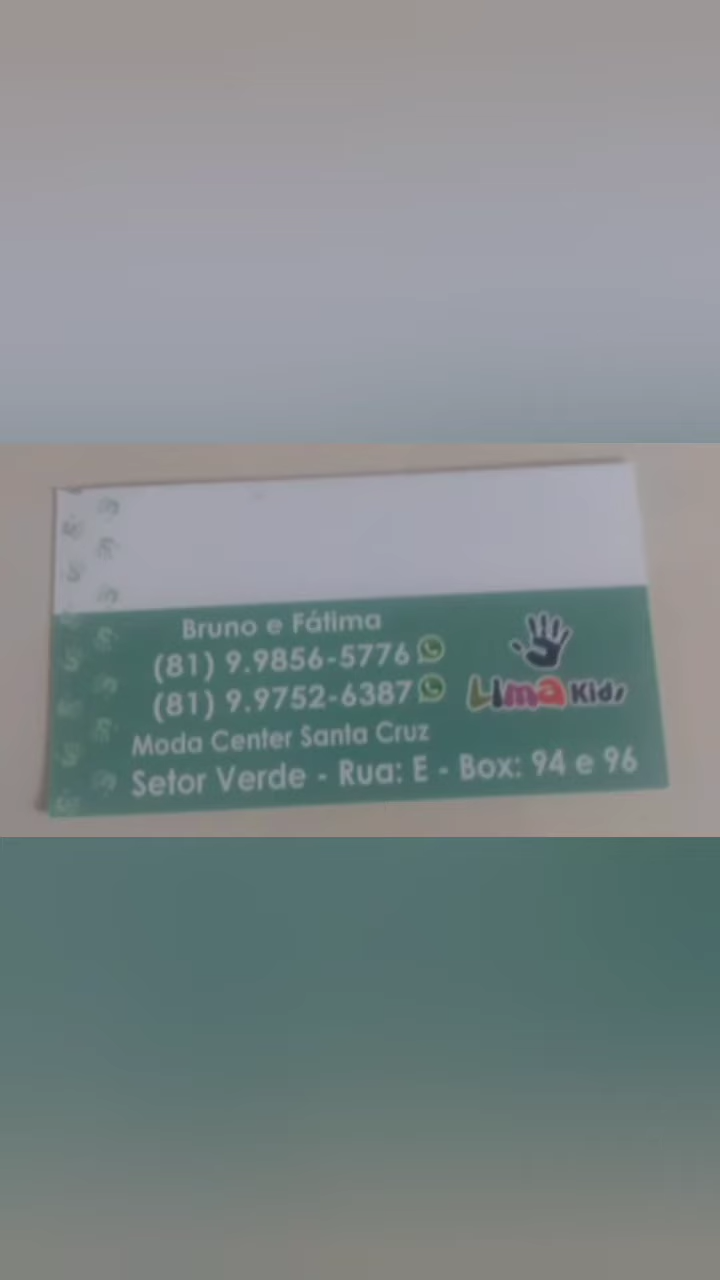 Bruno e Fátima
(81) 9.9856-5776
(81) 9.9752-6387
Lima Kids
Moda Center Santa Cruz
Setor Verde - Rua: E - Box: 94 e 96